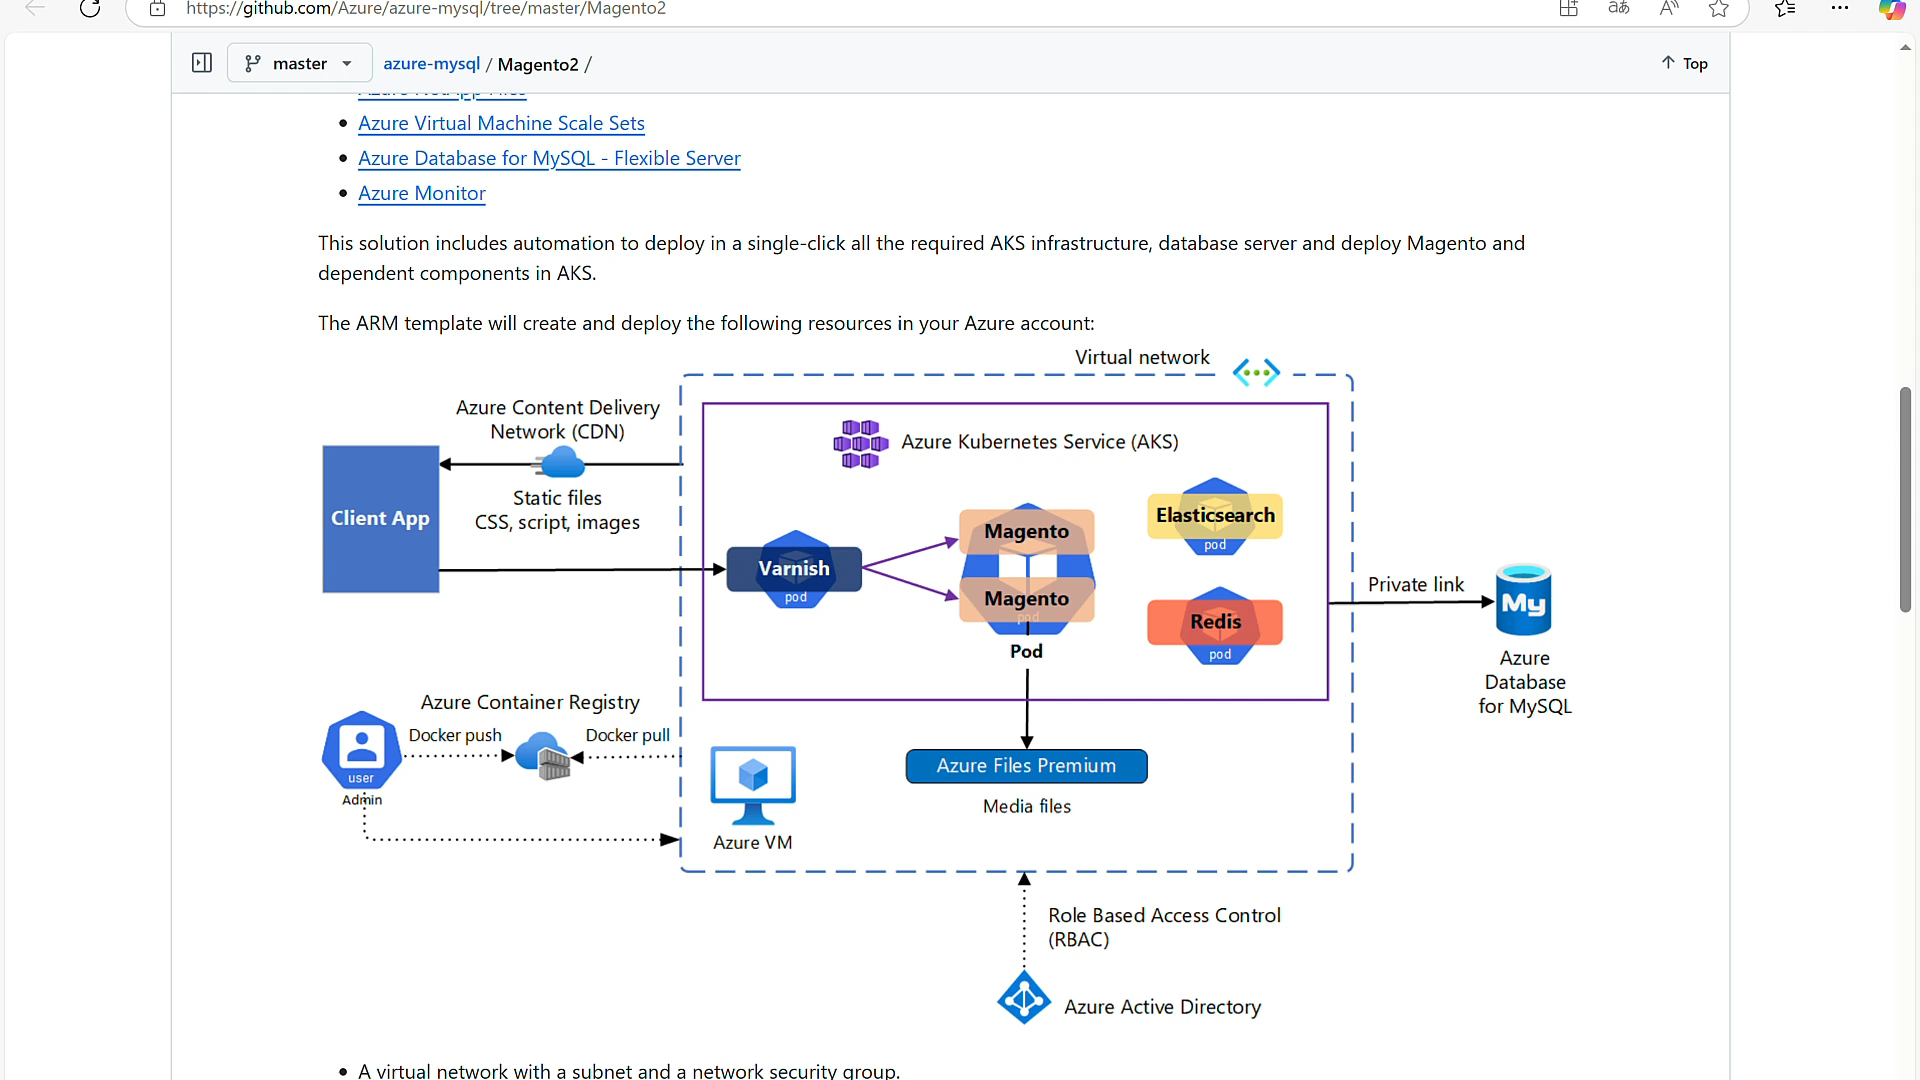 https://github.com/Azure/azure-mysql/tree/master/Magento2
master
azure-mysql / Magento2 /
Top
Azure NetApp Files
Azure Virtual Machine Scale Sets
Azure Database for MySQL - Flexible Server
Azure Monitor
This solution includes automation to deploy in a single-click all the required AKS infrastructure, database server and deploy Magento and
dependent components in AKS.
The ARM template will create and deploy the following resources in your Azure account:
Virtual network
Azure Content Delivery
Network (CDN)
Client App
Static files
CSS, script, images
Azure Kubernetes Service (AKS)
Varnish
pod
Magento
Magento
pod
Pod
Elasticsearch
pod
Redis
pod
Private link
My
Azure
Database
for MySQL
Azure Container Registry
Docker push
Docker pull
user
Admin
Azure VM
Azure Files Premium
Media files
Role Based Access Control
(RBAC)
Azure Active Directory
A virtual network with a subnet and a network security group.